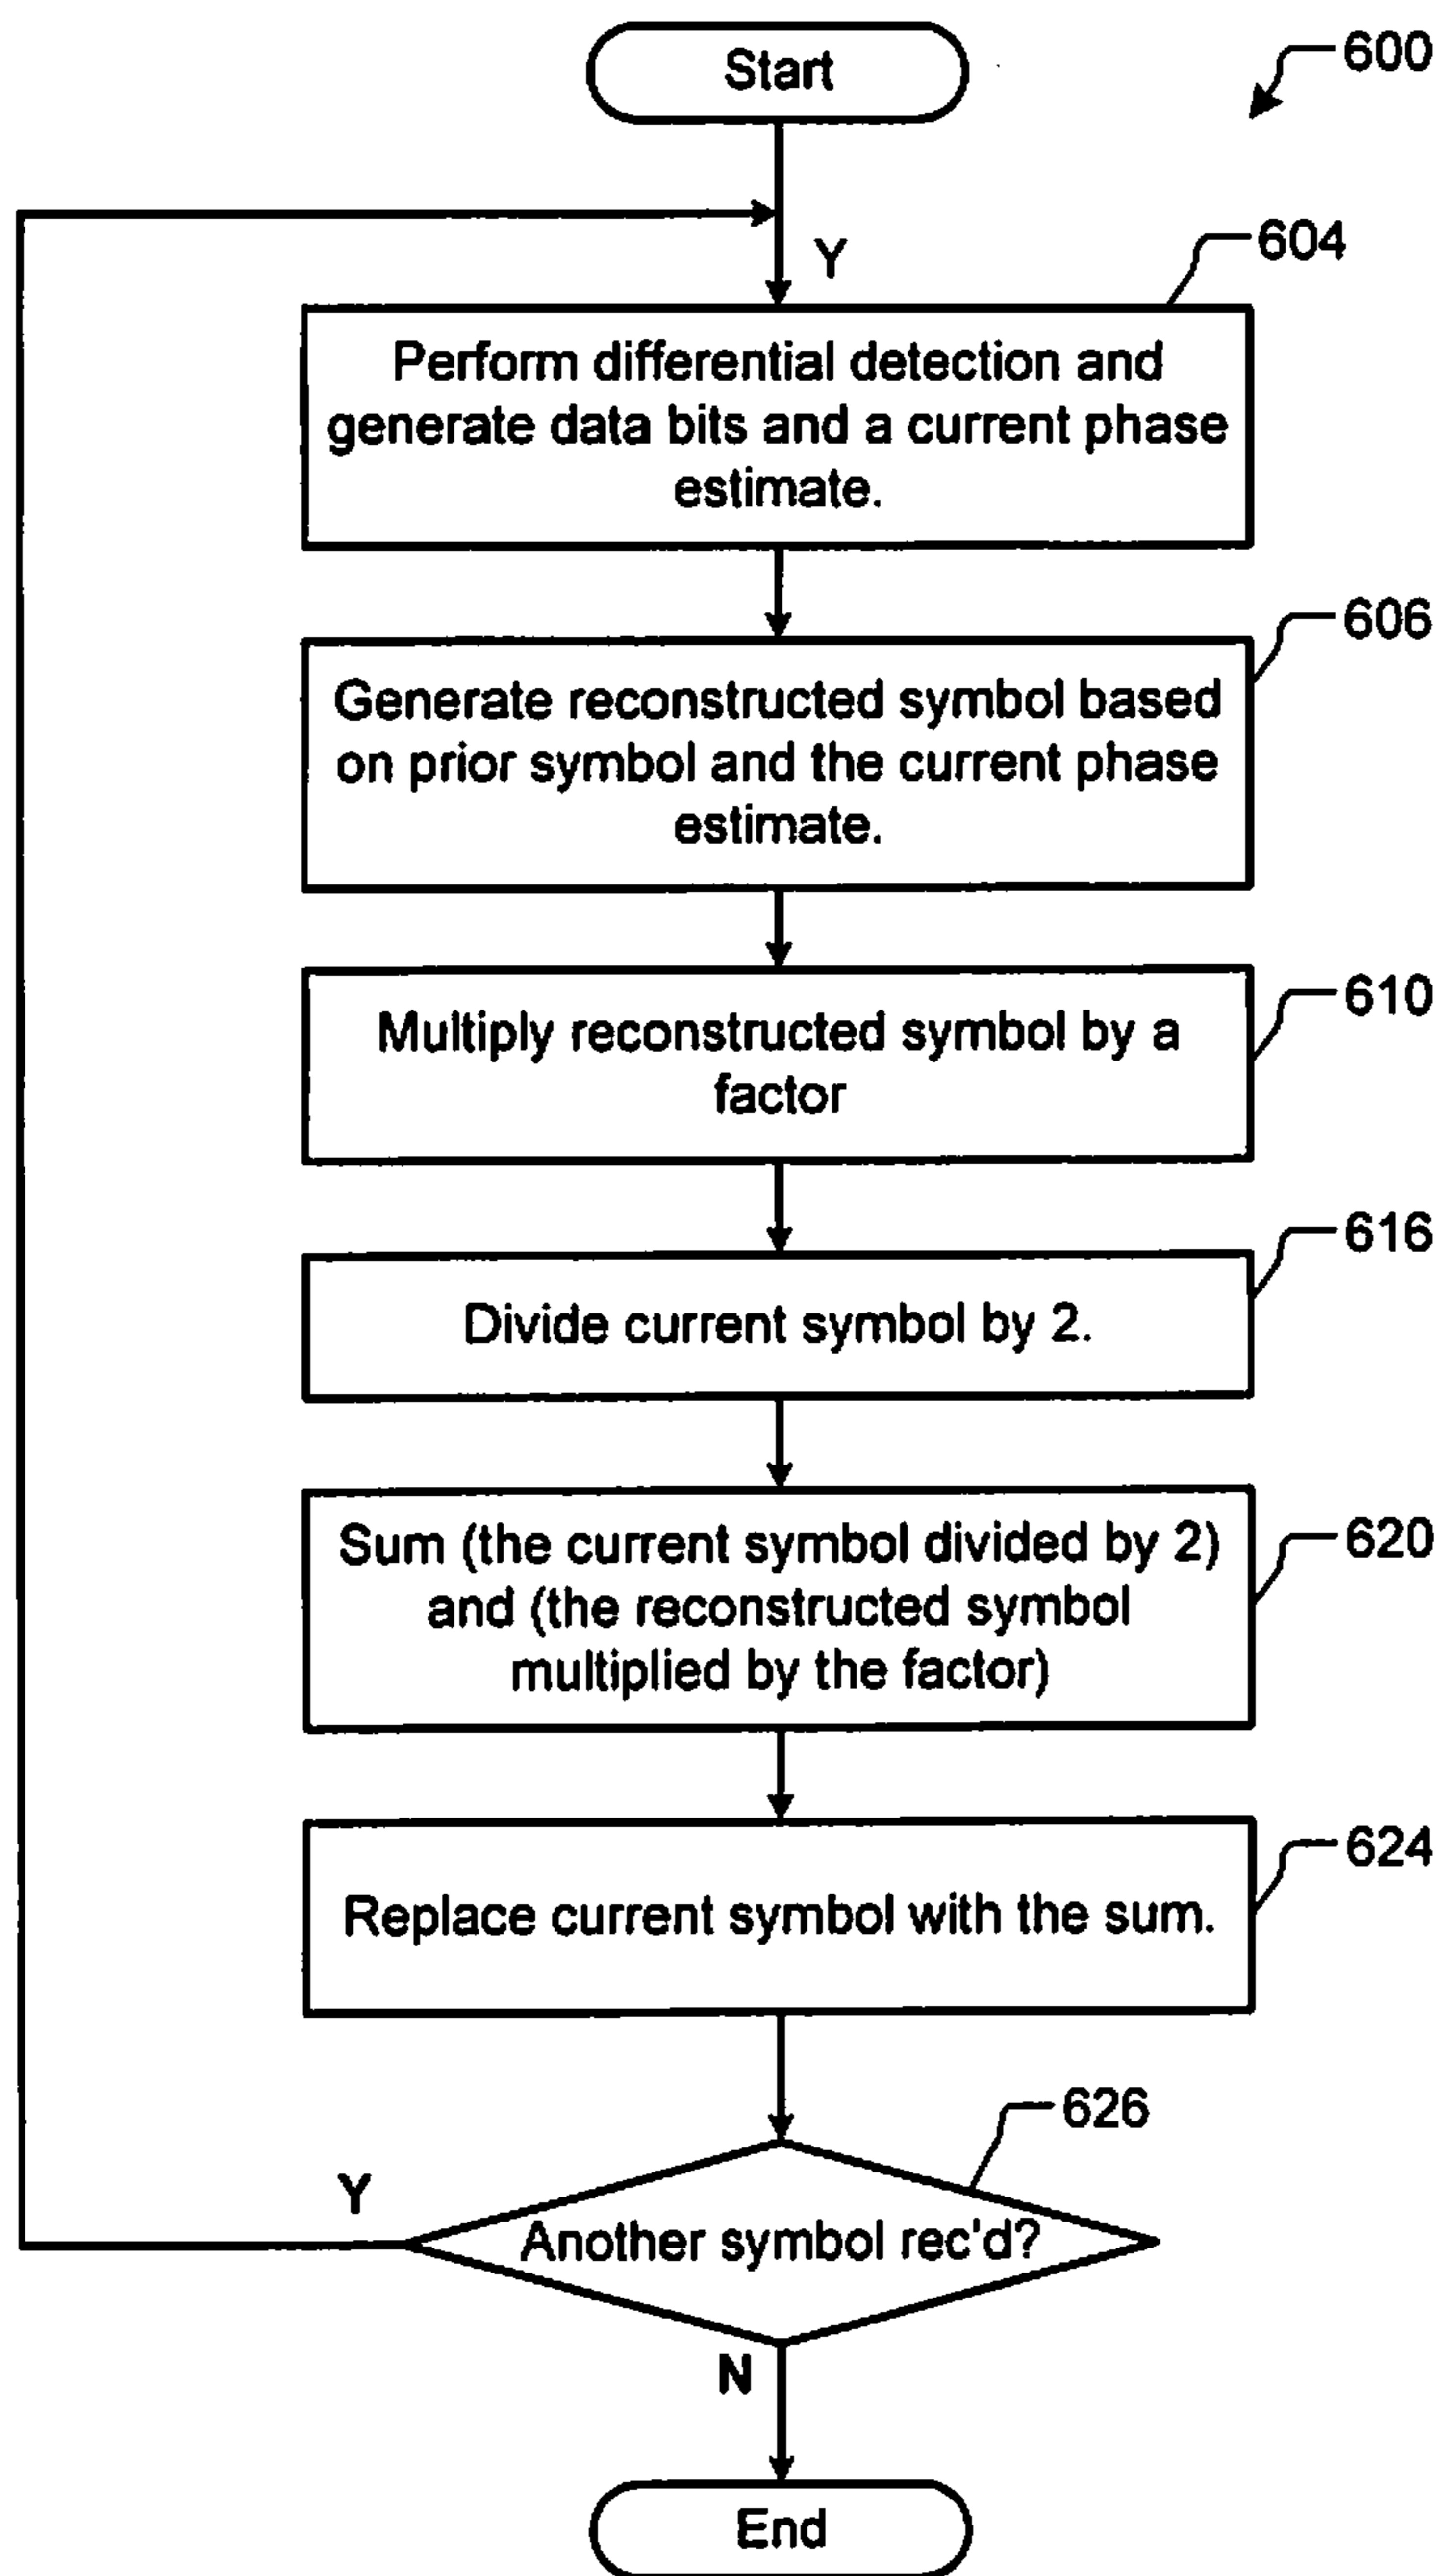 Start
600
Y
604
Perform differential detection and
generate data bits and a current phase
estimate.
606
Generate reconstructed symbol based
on prior symbol and the current phase
estimate.
610
Multiply reconstructed symbol by a
factor
616
Divide current symbol by 2.
620
Sum (the current symbol divided by 2)
and (the reconstructed symbol
multiplied by the factor)
624
Replace current symbol with the sum.
626
Y
Another symbol rec'd?
N
End